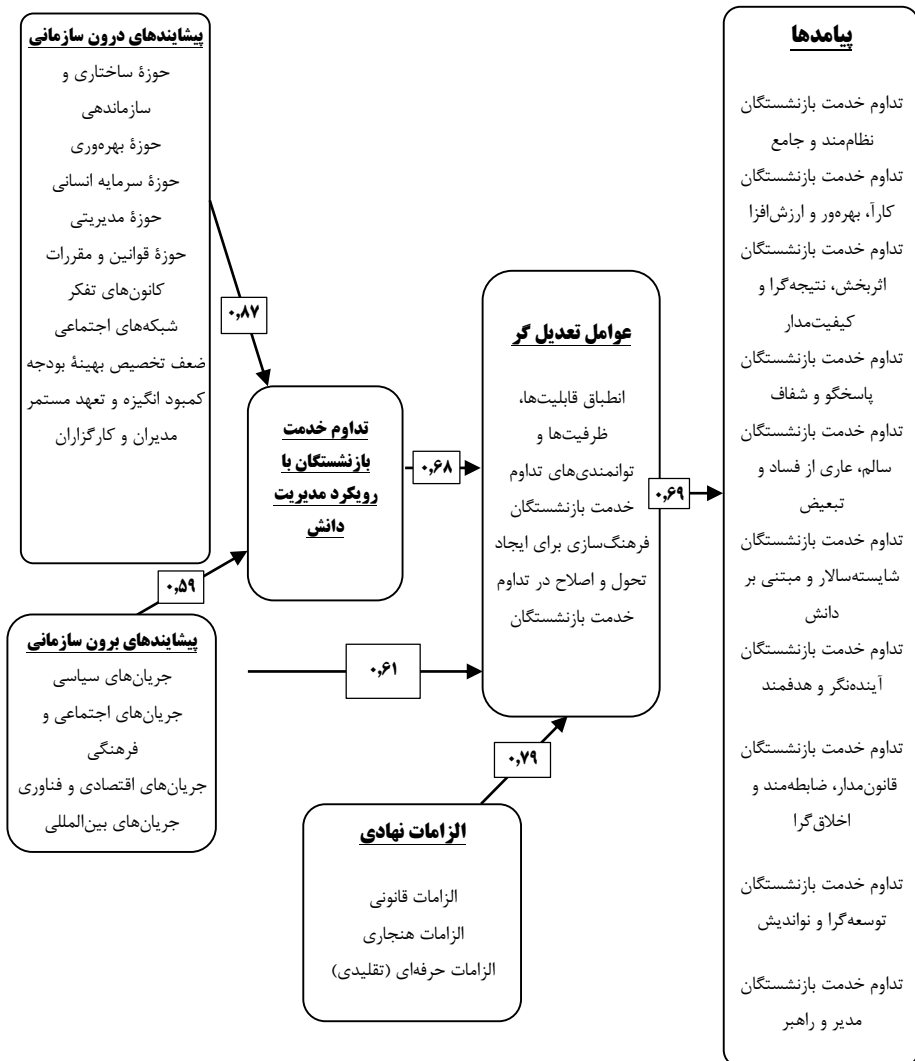 پیشایندهای درون سازمانی
حوزۀ ساختاری و
سازماندهی
حوزۀ بهره‌وری
حوزۀ سرمایه انسانی
حوزۀ مدیریتی
حوزۀ قوانین و مقررات
کانون‌های تفکر
شبکه‌های اجتماعی
ضعف تخصیص بهینۀ بودجه
کمبود انگیزه و تعهد مستمر
مدیران و کارگزاران
۰,۸۷
۰,۵۹
پیشایندهای برون سازمانی
جریان‌های سیاسی
جریان‌های اجتماعی و
فرهنگی
جریان‌های اقتصادی و فناوری
جریان‌های بین‌المللی
تداوم خدمت
بازنشستگان با
رویکرد مدیریت
دانش
۰,۶۸
۰,۶۱
عوامل تعدیل گر
انطباق قابلیت‌ها،
ظرفیت‌ها و
توانمندی‌های تداوم
خدمت بازنشستگان
فرهنگ‌سازی برای ایجاد
تحول و اصلاح در تداوم
خدمت بازنشستگان
۰,۷۹
الزامات نهادی
الزامات قانونی
الزامات هنجاری
الزامات حرفه‌ای (تقلیدی)
۰,۶۹
پیامدها
تداوم خدمت بازنشستگان
نظام‌مند و جامع
تداوم خدمت بازنشستگان
کارآ، بهره‌ور و ارزش‌افزا
تداوم خدمت بازنشستگان
اثربخش، نتیجه‌گرا و
کیفیت‌مدار
تداوم خدمت بازنشستگان
پاسخگو و شفاف
تداوم خدمت بازنشستگان
سالم، عاری از فساد و
تبعیض
تداوم خدمت بازنشستگان
شایسته‌سالار و مبتنی بر
دانش
تداوم خدمت بازنشستگان
آینده‌نگر و هدفمند
تداوم خدمت بازنشستگان
قانون‌مدار، ضابطه‌مند و
اخلاق‌گرا
تداوم خدمت بازنشستگان
توسعه‌گرا و نواندیش
تداوم خدمت بازنشستگان
مدیر و راهبر